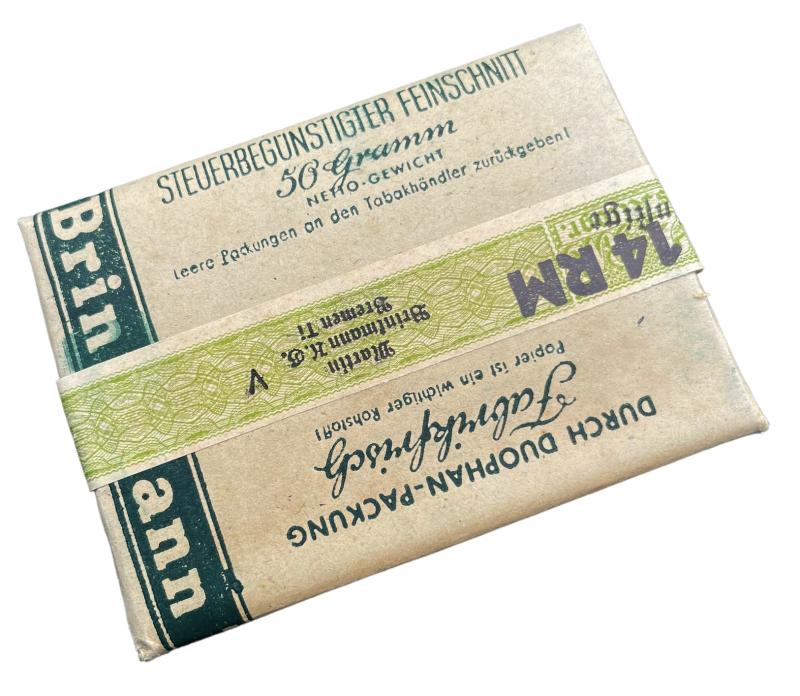 STEUERBEGÜNSTIGTER FEINSCHNITT
50 Gramm
NETTO-GEWICHT
Leere Packungen an den Tabakhändler zurückgeben!
Brin
ann
14 RM
Martin
Brinkmann A.G.
Bremen Ti
V
Papier ist ein wichtiger Rohstoff!
Fabrikfrisch
DURCH DUOPHAN-PACKUNG